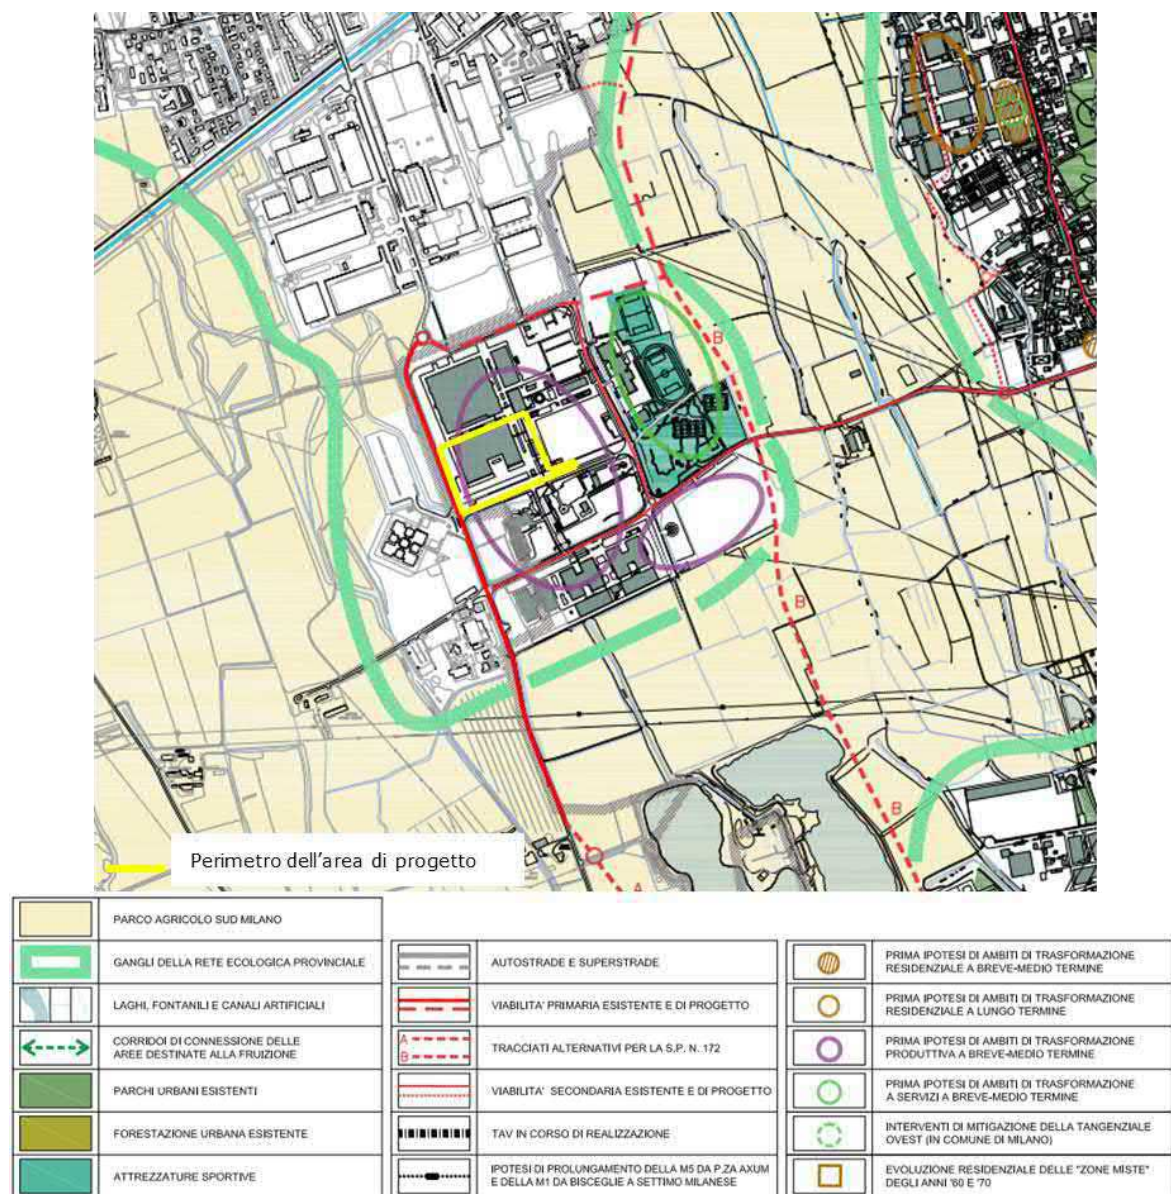 B
B
B
A
Perimetro dell'area di progetto
PARCO AGRICOLO SUD MILANO
GANGLI DELLA RETE ECOLOGICA PROVINCIALE
LAGHI, FONTANILI E CANALI ARTIFICIALI
CORRIDOI DI CONNESSIONE DELLE
AREE DESTINATE ALLA FRUIZIONE
PARCHI URBANI ESISTENTI
FORESTAZIONE URBANA ESISTENTE
ATTREZZATURE SPORTIVE
AUTOSTRADE E SUPERSTRADE
VIABILITA' PRIMARIA ESISTENTE E DI PROGETTO
A
B
TRACCIATI ALTERNATIVI PER LA S.P. N. 172
VIABILITA' SECONDARIA ESISTENTE E DI PROGETTO
TAV IN CORSO DI REALIZZAZIONE
IPOTESI DI PROLUNGAMENTO DELLA M5 DA P.ZA AXUM
E DELLA M1 DA BISCEGLIE A SETTIMO MILANESE
PRIMA IPOTESI DI AMBITI DI TRASFORMAZIONE
RESIDENZIALE A BREVE-MEDIO TERMINE
PRIMA IPOTESI DI AMBITI DI TRASFORMAZIONE
RESIDENZIALE A LUNGO TERMINE
PRIMA IPOTESI DI AMBITI DI TRASFORMAZIONE
PRODUTTIVA A BREVE-MEDIO TERMINE
PRIMA IPOTESI DI AMBITI DI TRASFORMAZIONE
A SERVIZI A BREVE-MEDIO TERMINE
INTERVENTI DI MITIGAZIONE DELLA TANGENZIALE
OVEST (IN COMUNE DI MILANO)
EVOLUZIONE RESIDENZIALE DELLE "ZONE MISTE"
DEGLI ANNI '60 E '70